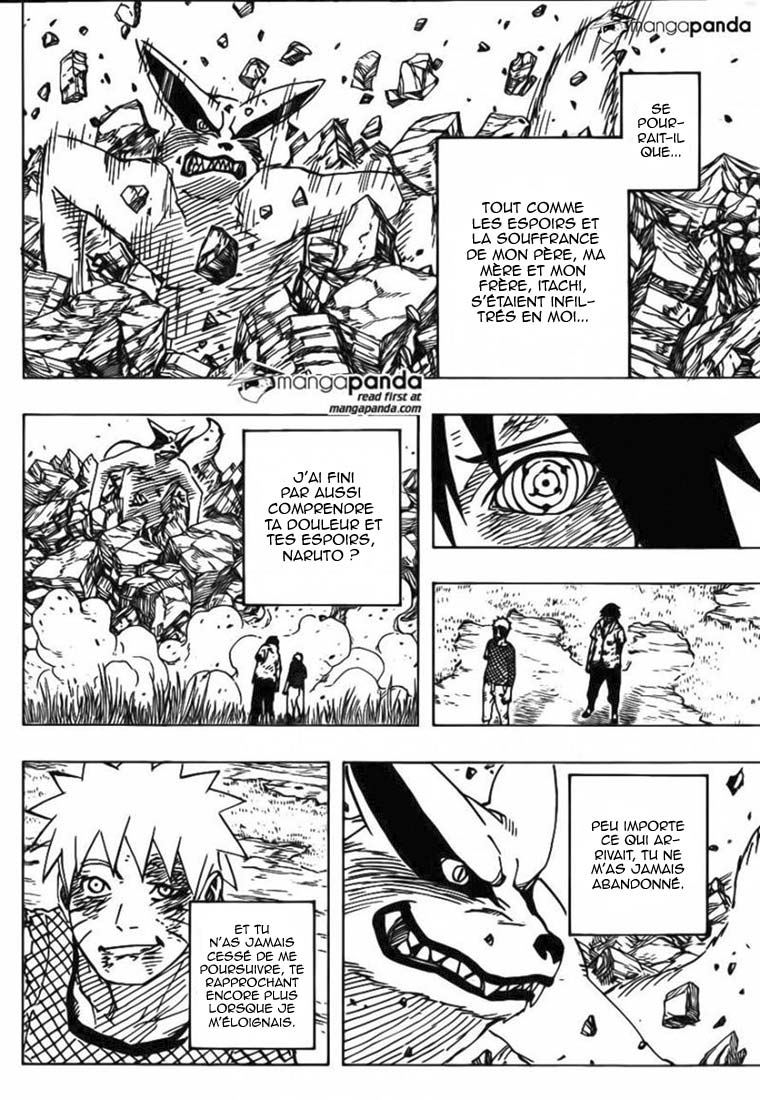 mangapanda
SE
POUR-
RAIT-IL
QUE...
TOUT COMME
LES ESPOIRS ET
LA SOUFFRANCE
DE MON PÈRE, MA
MÈRE ET MON
FRÈRE, ITACHI,
S'ÉTAIENT INFIL-
TRÉS EN MOI...
mangapanda
read first at
mangapanda.com
J'AI FINI
PAR AUSSI
COMPRENDRE
TA DOULEUR ET
TES ESPOIRS,
NARUTO ?
PEU IMPORTE
CE QUI AR-
RIVAIT, TU NE
M'AS JAMAIS
ABANDONNÉ.
ET TU
N'AS JAMAIS
CESSÉ DE ME
POURSUIVRE, TE
RAPPROCHANT
ENCORE PLUS
LORSQUE JE
M'ÉLOIGNAIS.